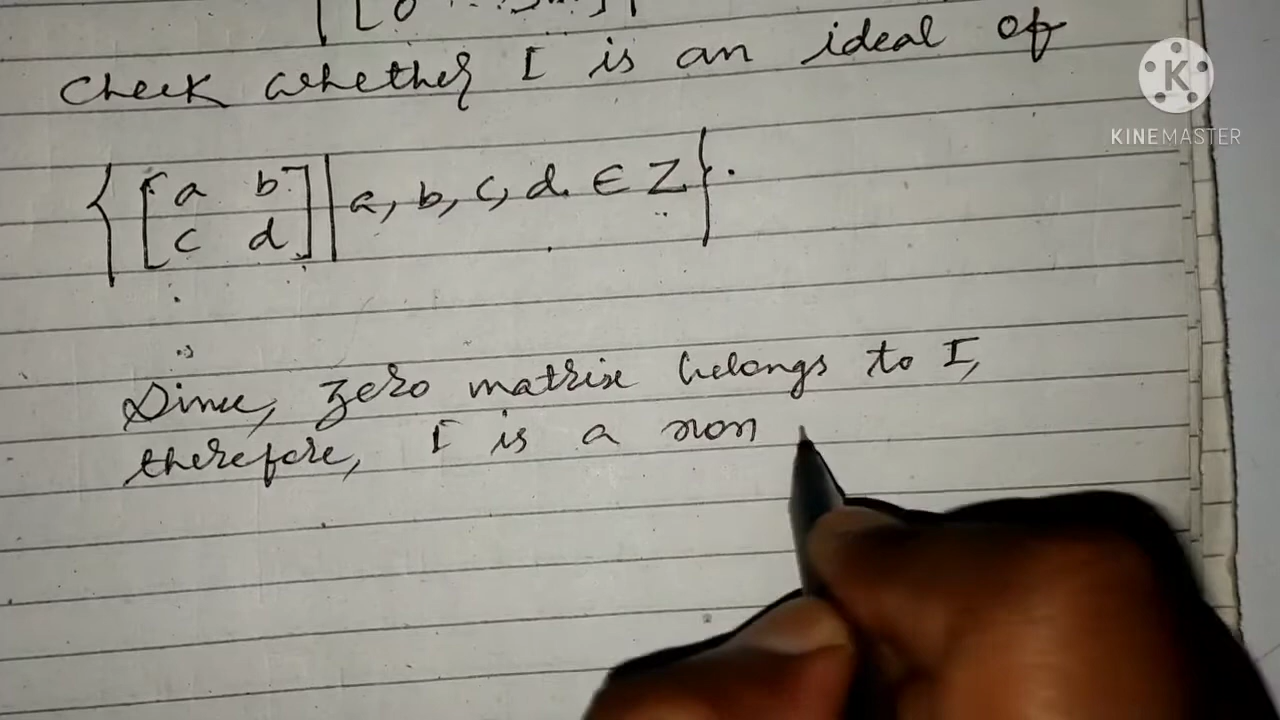 Check whether I is an ideal of
{ [ a b
c d ] | a, b, c, d ∈ Z }.
Since, zero matrix belongs to I,
therefore, I is a non
K
KINEMASTER